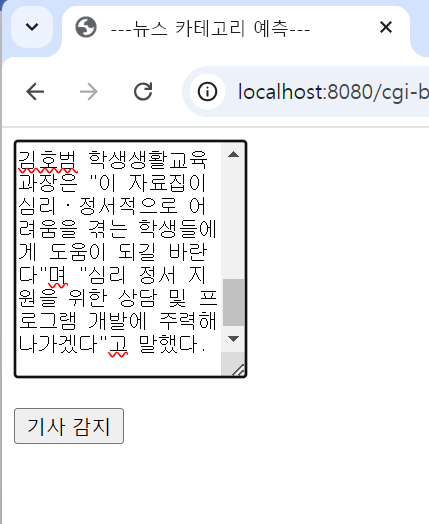 ---뉴스 카테고리 예측---
localhost:8080/cgi-b
김호범 학생생활교육
과장은 "이 자료집이
심리·정서적으로 어
려움을 겪는 학생들에
게 도움이 되길 바란
다"며 "심리 정서 지
원을 위한 상담 및 프
로그램 개발에 주력해
나가겠다"고 말했다.
기사 감지